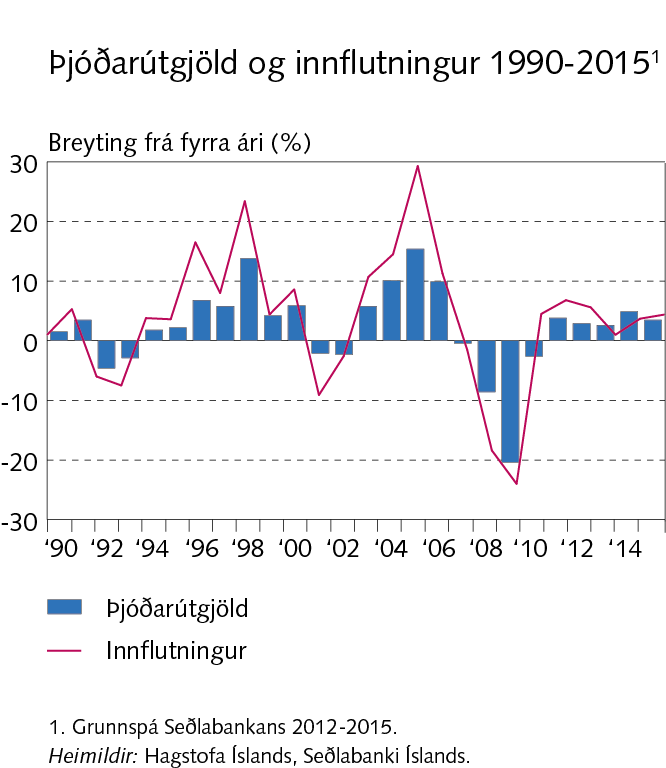 Þjóðarútgjöld og innflutningur 1990-2015¹
Breyting frá fyrra ári (%)
30
20
10
0
-10
-20
-30
‘90 ‘92 ‘94 ‘96 ‘98 ‘00 ‘02 ‘04 ‘06 ‘08 ‘10 ‘12 ‘14
Þjóðarútgjöld
Innflutningur
1. Grunnspá Seðlabankans 2012-2015.
Heimildir: Hagstofa Íslands, Seðlabanki Íslands.